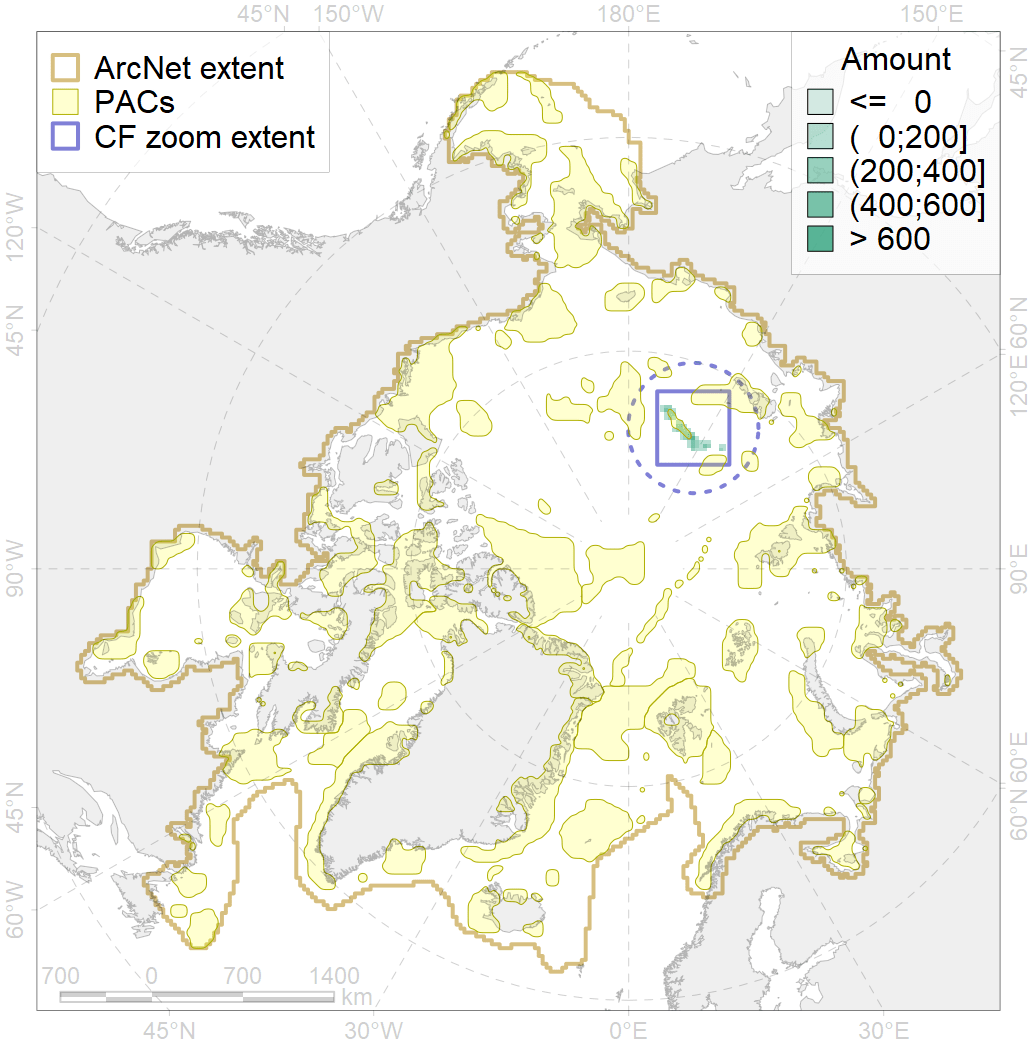 45°N 150°W 180°E 150°E
ArcNet extent
PACs
CF zoom extent
Amount
<= 0
( 0;200]
(200;400]
(400;600]
> 600
45°N
120°W
45°N
90°W
45°N
60°W
60°N
120°E
90°E
60°E
60°N
700 0 700 1400
km
45°N 30°W 0°E 30°E